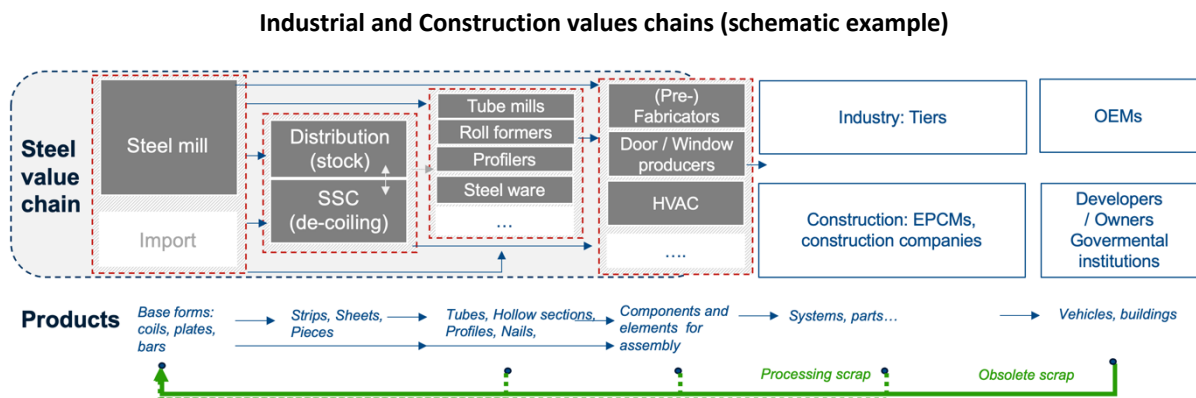 Industrial and Construction values chains (schematic example)
Steel
value
chain
Steel mill
Import
Distribution
(stock)
SSC
(de-coiling)
Tube mills
Roll formers
Profilers
Steel ware
...
(Pre-)
Fabricators
Door / Window
producers
HVAC
....
Industry: Tiers
OEMs
Construction: EPCMs,
construction companies
Developers
/ Owners
Govermental
institutions
Products
Base forms:
coils, plates,
bars
Strips, Sheets,
Pieces
Tubes, Hollow sections,
Profiles, Nails,
Components and
elements for
assembly
Systems, parts...
Vehicles, buildings
Processing scrap
Obsolete scrap